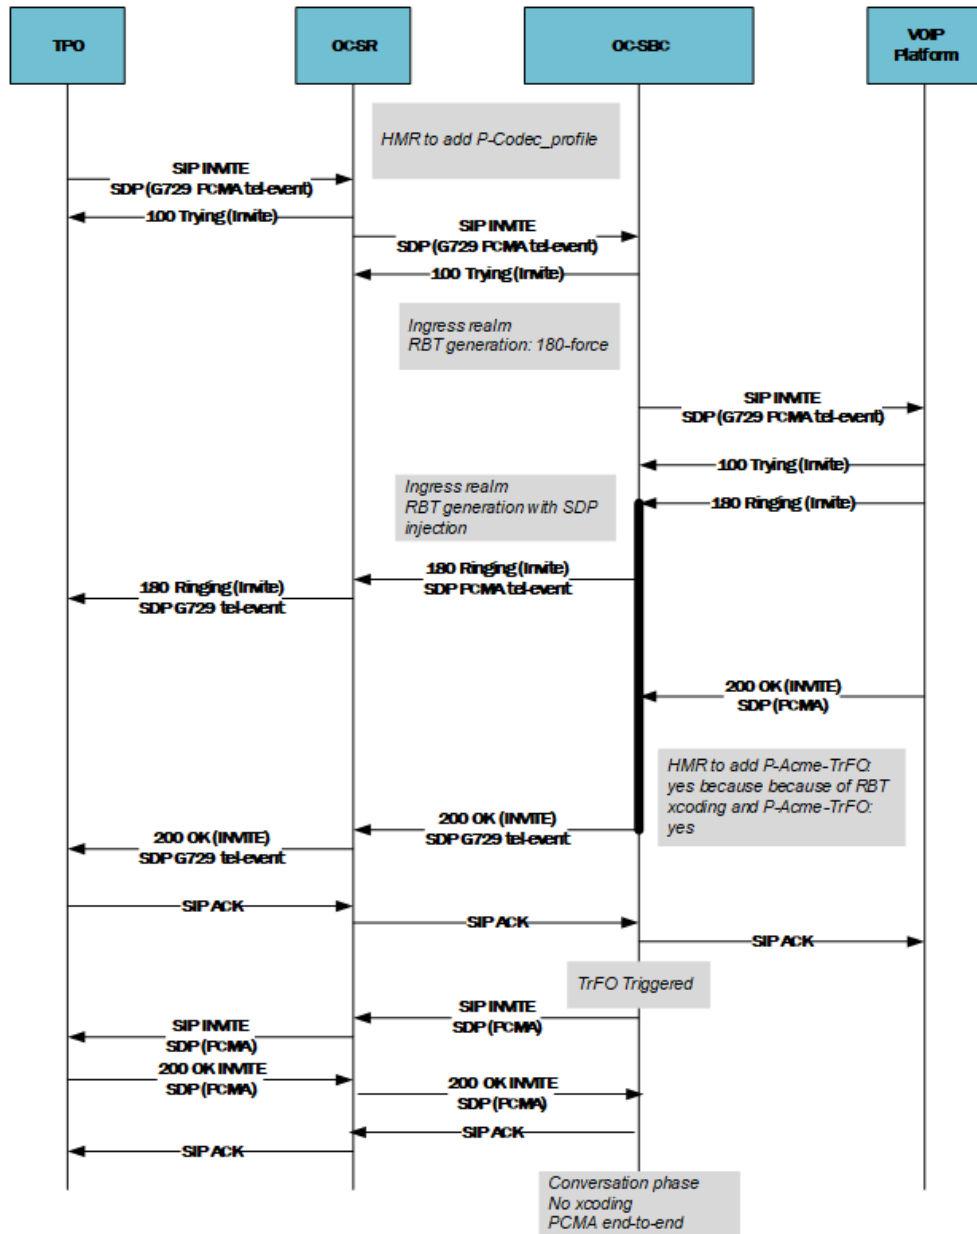 TPO
OCSR
OC-SBC
VOIP
Platform
HMR to add P-Codec_profile
SIP INVITE
SDP (G729 PCMA tel-event)
100 Trying (Invite)
SIP INVITE
SDP (G729 PCMA tel-event)
100 Trying (Invite)
Ingress realm
RBT generation: 180-force
SIP INVITE
SDP (G729 PCMA tel-event)
100 Trying (Invite)
Ingress realm
RBT generation with SDP
injection
180 Ringing (Invite)
180 Ringing (Invite)
SDP PCMA tel-event
180 Ringing (Invite)
SDP G729 tel-event
200 OK (INVITE)
SDP (PCMA)
HMR to add P-Acme-TrFO:
yes because because of RBT
xcoding and P-Acme-TrFO:
yes
200 OK (INVITE)
SDP G729 tel-event
200 OK (INVITE)
SDP G729 tel-event
SIP ACK
SIP ACK
SIP ACK
TrFO Triggered
SIP INVITE
SDP (PCMA)
SIP INVITE
SDP (PCMA)
200 OK INVITE
SDP (PCMA)
200 OK INVITE
SDP (PCMA)
SIP ACK
SIP ACK
Conversation phase
No xcoding
PCMA end-to-end